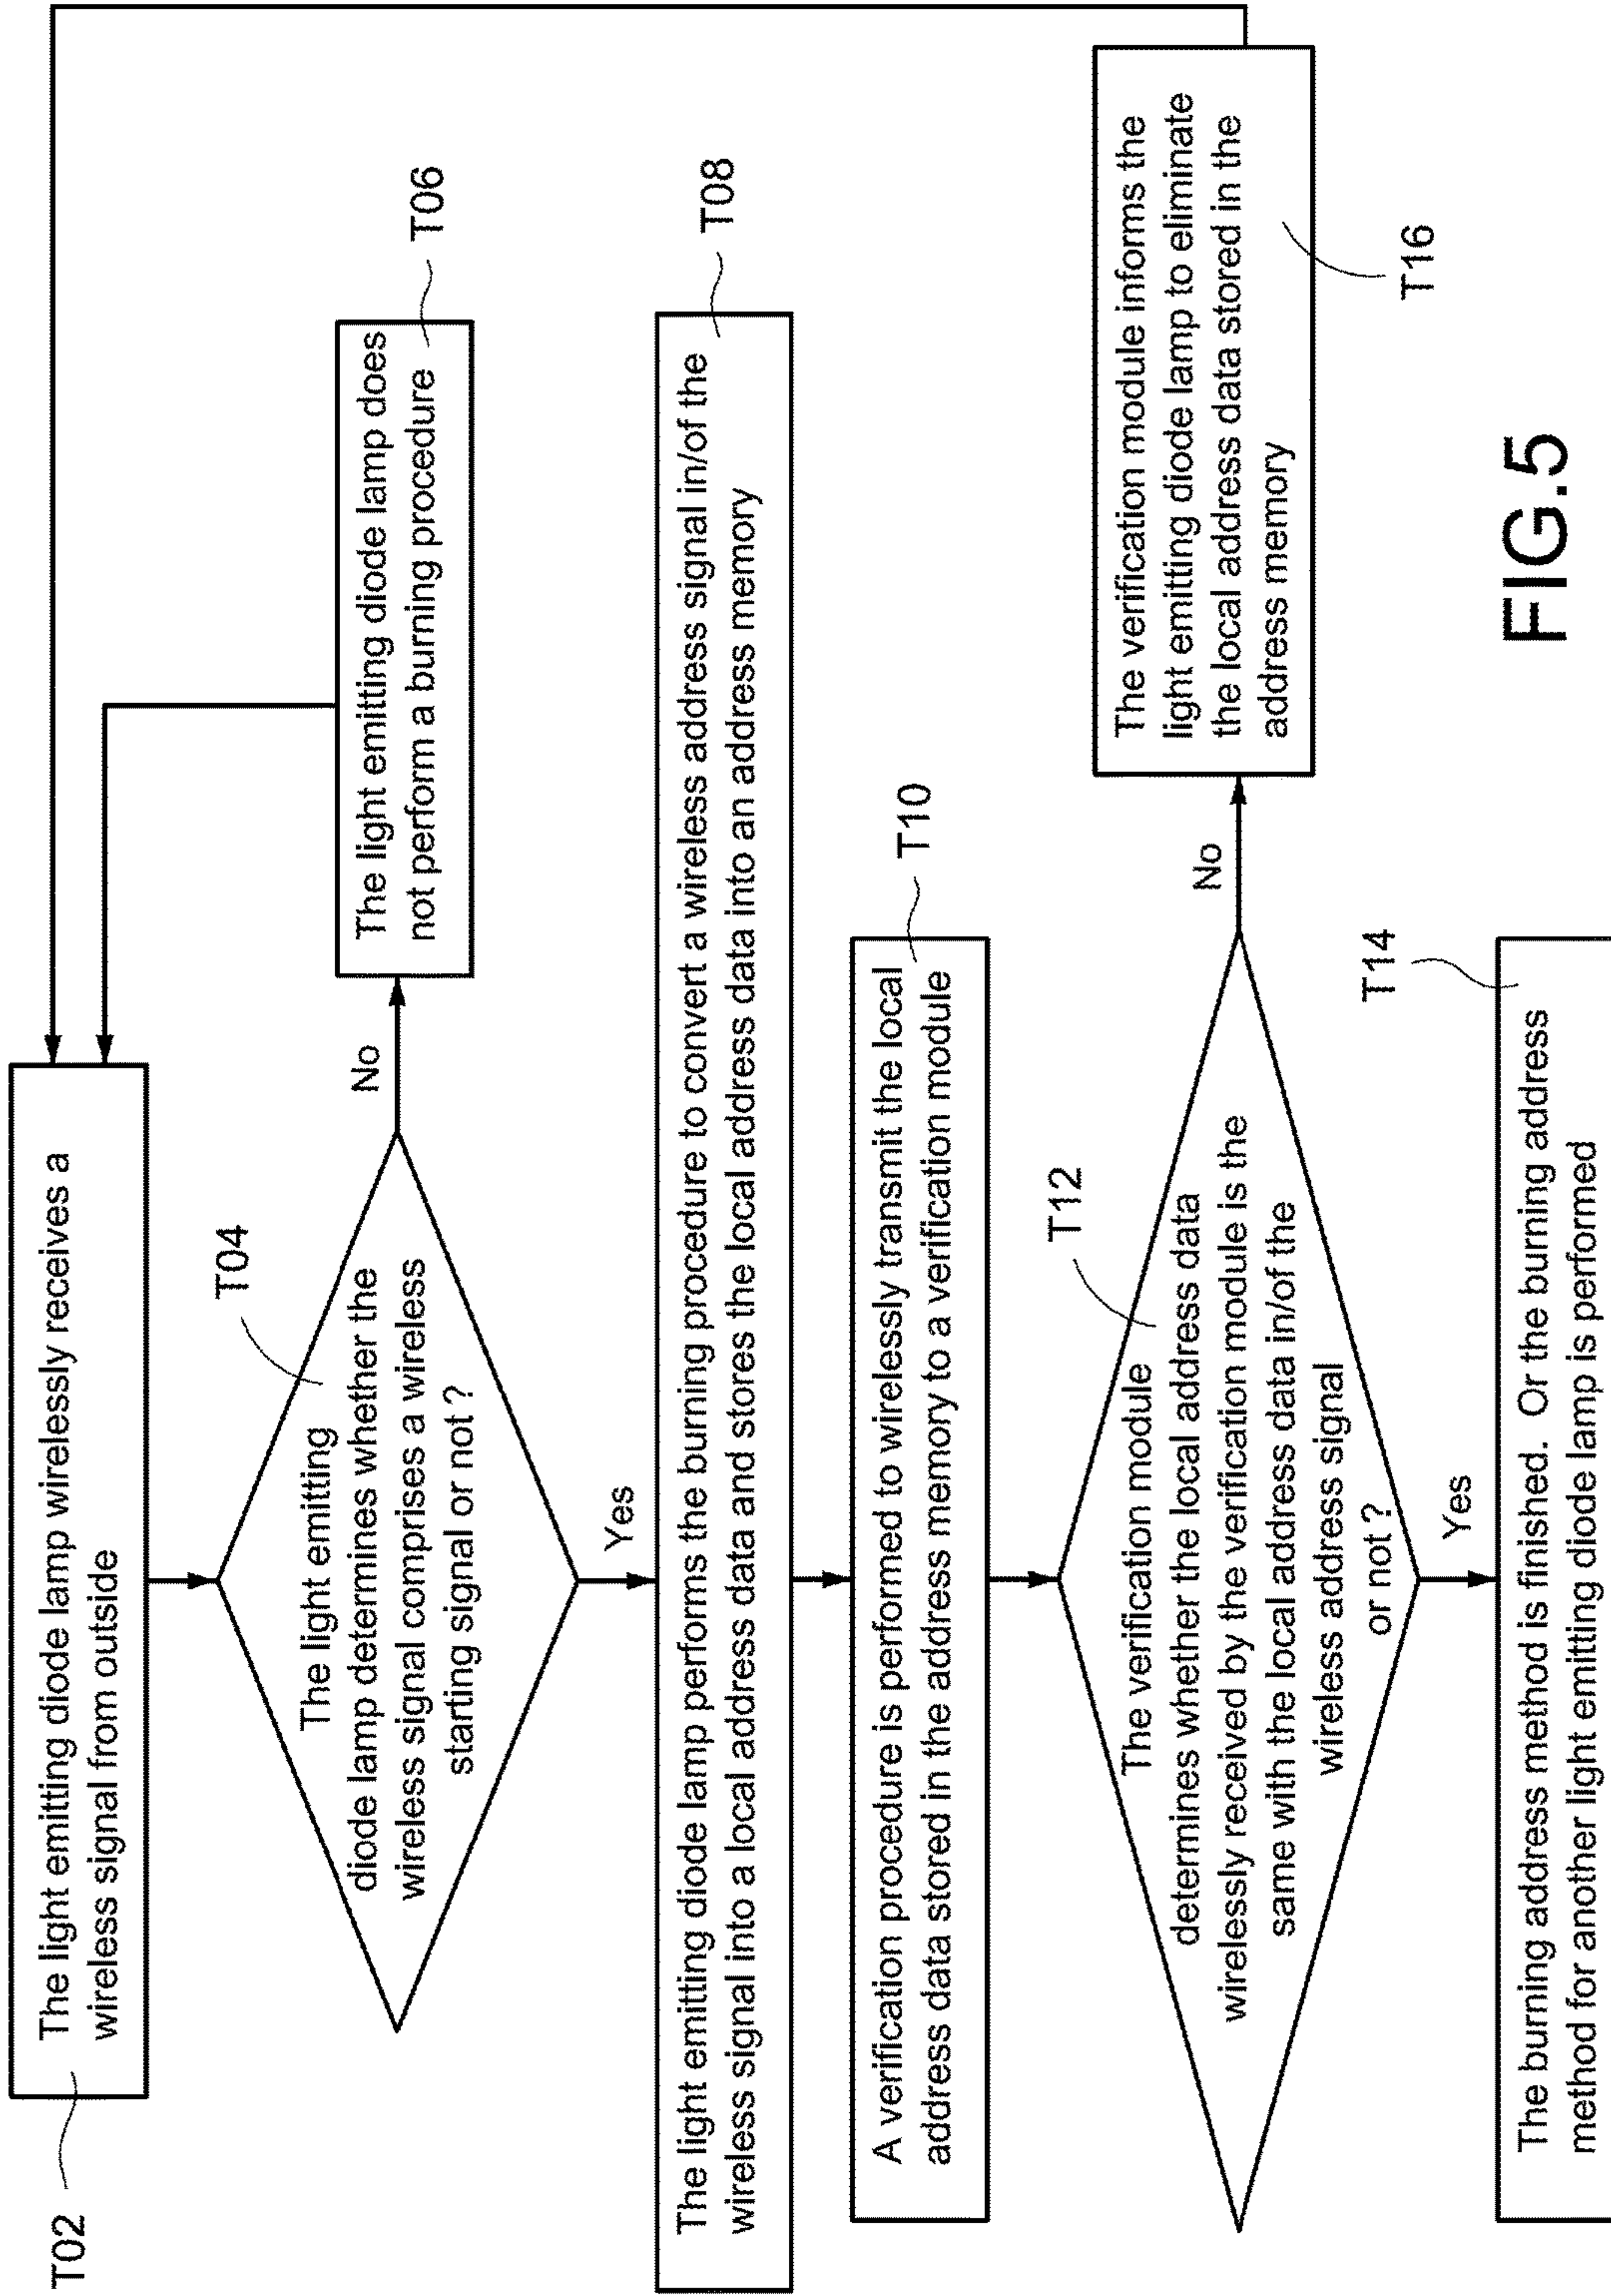 T02
The light emitting diode lamp wirelessly receives a
wireless signal from outside
T04
The light emitting
diode lamp determines whether the
wireless signal comprises a wireless
starting signal or not?
No
T06
The light emitting diode lamp does
not perform a burning procedure
Yes
T08
The light emitting diode lamp performs the burning procedure to convert a wireless address signal in/of the
wireless signal into a local address data and stores the local address data into an address memory
T10
A verification procedure is performed to wirelessly transmit the local
address data stored in the address memory to a verification module
T12
The verification module
determines whether the local address data
wirelessly received by the verification module is the
same with the local address data in/of the
wireless address signal
or not?
No
The verification module informs the
light emitting diode lamp to eliminate
the local address data stored in the
address memory
T16
Yes
T14
The burning address method is finished. Or the burning address
method for another light emitting diode lamp is performed
FIG.5